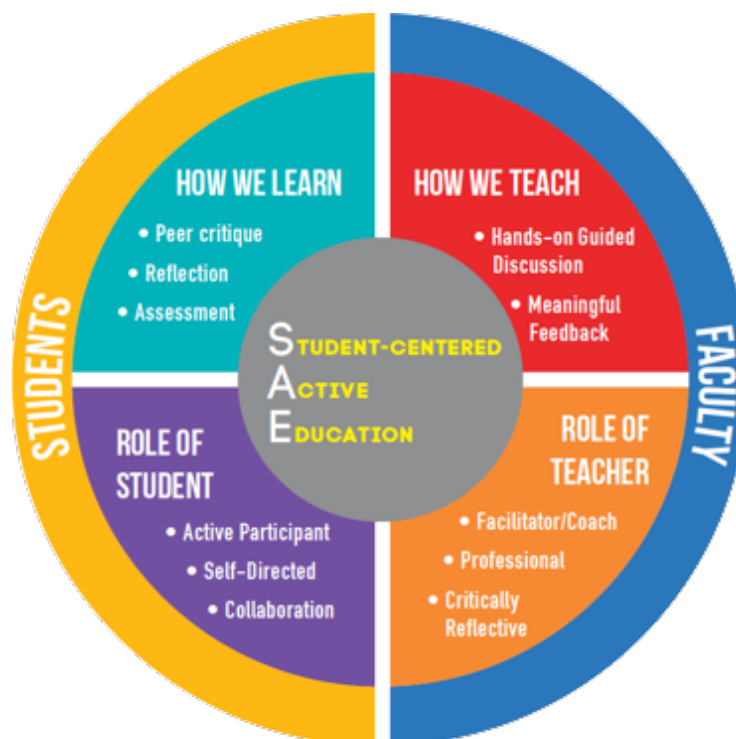 STUDENTS
HOW WE LEARN
• Peer critique
• Reflection
• Assessment
HOW WE TEACH
• Hands-on Guided
Discussion
• Meaningful
Feedback
FACULTY
STUDENT-CENTERED
ACTIVE
EDUCATION
ROLE OF
STUDENT
• Active Participant
• Self-Directed
• Collaboration
ROLE OF
TEACHER
• Facilitator/Coach
• Professional
• Critically
Reflective